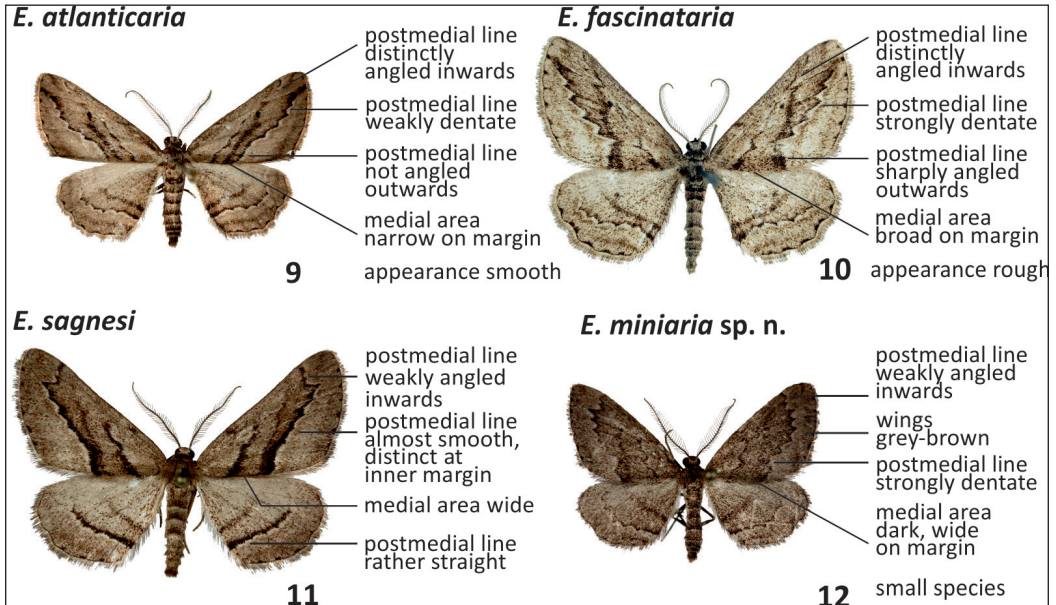 E. atlanticaria
postmedial line
distinctly
angled inwards
postmedial line
weakly dentate
postmedial line
not angled
outwards
medial area
narrow on margin
9
appearance smooth
E. fascinataria
postmedial line
distinctly
angled inwards
postmedial line
strongly dentate
postmedial line
sharply angled
outwards
medial area
broad on margin
10
appearance rough
E. sagnesi
postmedial line
weakly angled
inwards
postmedial line
almost smooth,
distinct at
inner margin
medial area wide
postmedial line
rather straight
11
E. miniaria sp. n.
postmedial line
weakly angled
inwards
wings
grey-brown
postmedial line
strongly dentate
medial area
dark, wide
on margin
12
small species